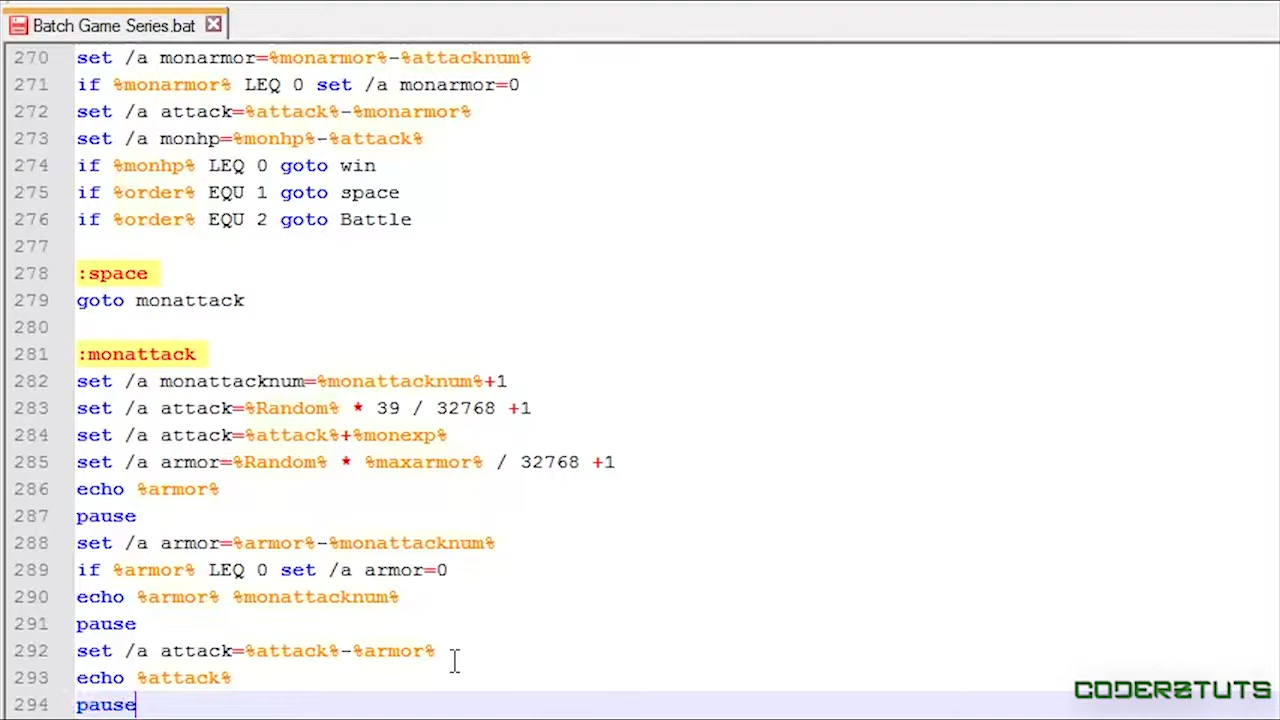 Batch Game Series.bat
270 set /a monarmor=%monarmor%-%attacknum%
271 if %monarmor% LEQ 0 set /a monarmor=0
272 set /a attack=%attack%-%monarmor%
273 set /a monhp=%monhp%-%attack%
274 if %monhp% LEQ 0 goto win
275 if %order% EQU 1 goto space
276 if %order% EQU 2 goto Battle
277
278 :space
279 goto monattack
280
281 :monattack
282 set /a monattacknum=%monattacknum%+1
283 set /a attack=%Random% * 39 / 32768 +1
284 set /a attack=%attack%+%monexp%
285 set /a armor=%Random% * %maxarmor% / 32768 +1
286 echo %armor%
287 pause
288 set /a armor=%armor%-%monattacknum%
289 if %armor% LEQ 0 set /a armor=0
290 echo %armor% %monattacknum%
291 pause
292 set /a attack=%attack%-%armor%
293 echo %attack%
294 pause
CODERZTUTS